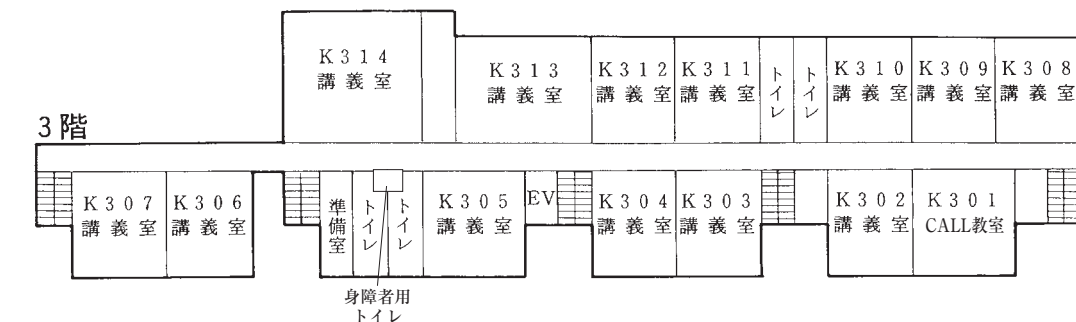 K314
講義室
K313
講義室
K312
講義室
K311
講義室
トイレ
トイレ
K310
講義室
K309
講義室
K308
講義室
3階
K307
講義室
K306
講義室
準備室
トイレ
トイレ
K305
講義室
EV
K304
講義室
K303
講義室
K302
講義室
K301
CALL教室
身障者用
トイレ